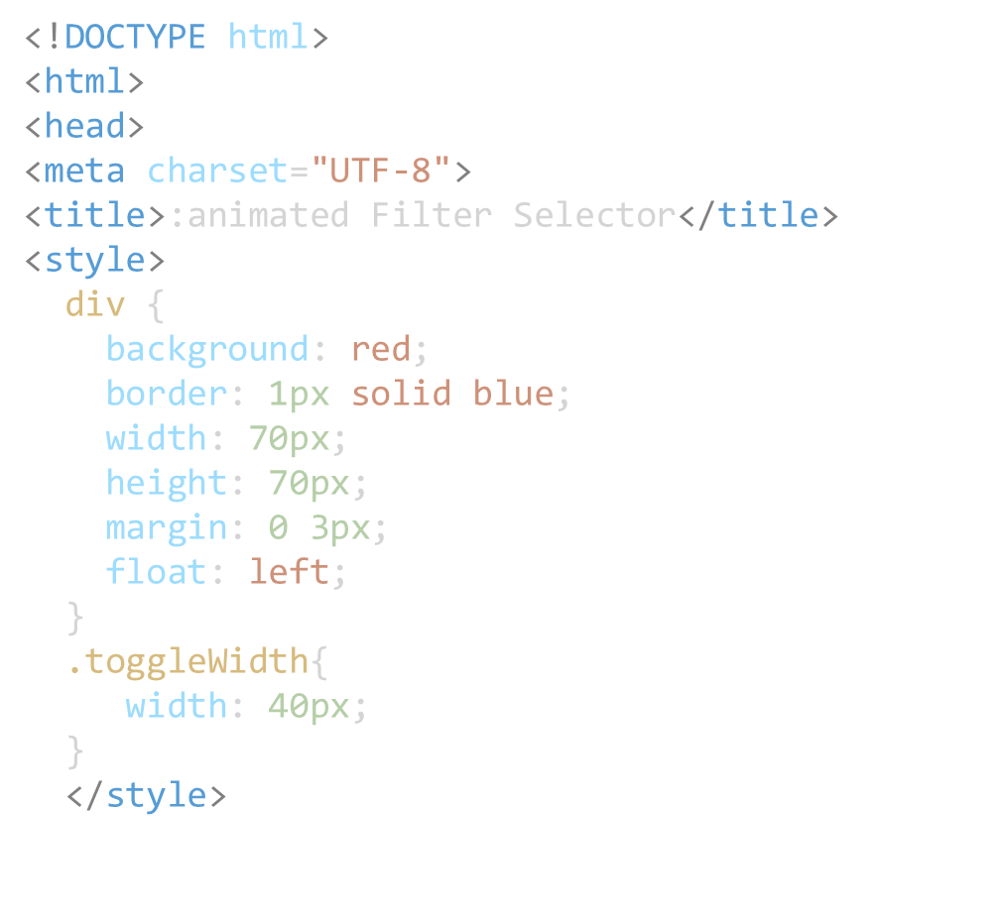 <!DOCTYPE html>
<html>
<head>
<meta charset="UTF-8">
<title>:animated Filter Selector</title>
<style>
  div {
    background: red;
    border: 1px solid blue;
    width: 70px;
    height: 70px;
    margin: 0 3px;
    float: left;
  }
  .toggleWidth{
     width: 40px;
  }
  </style>